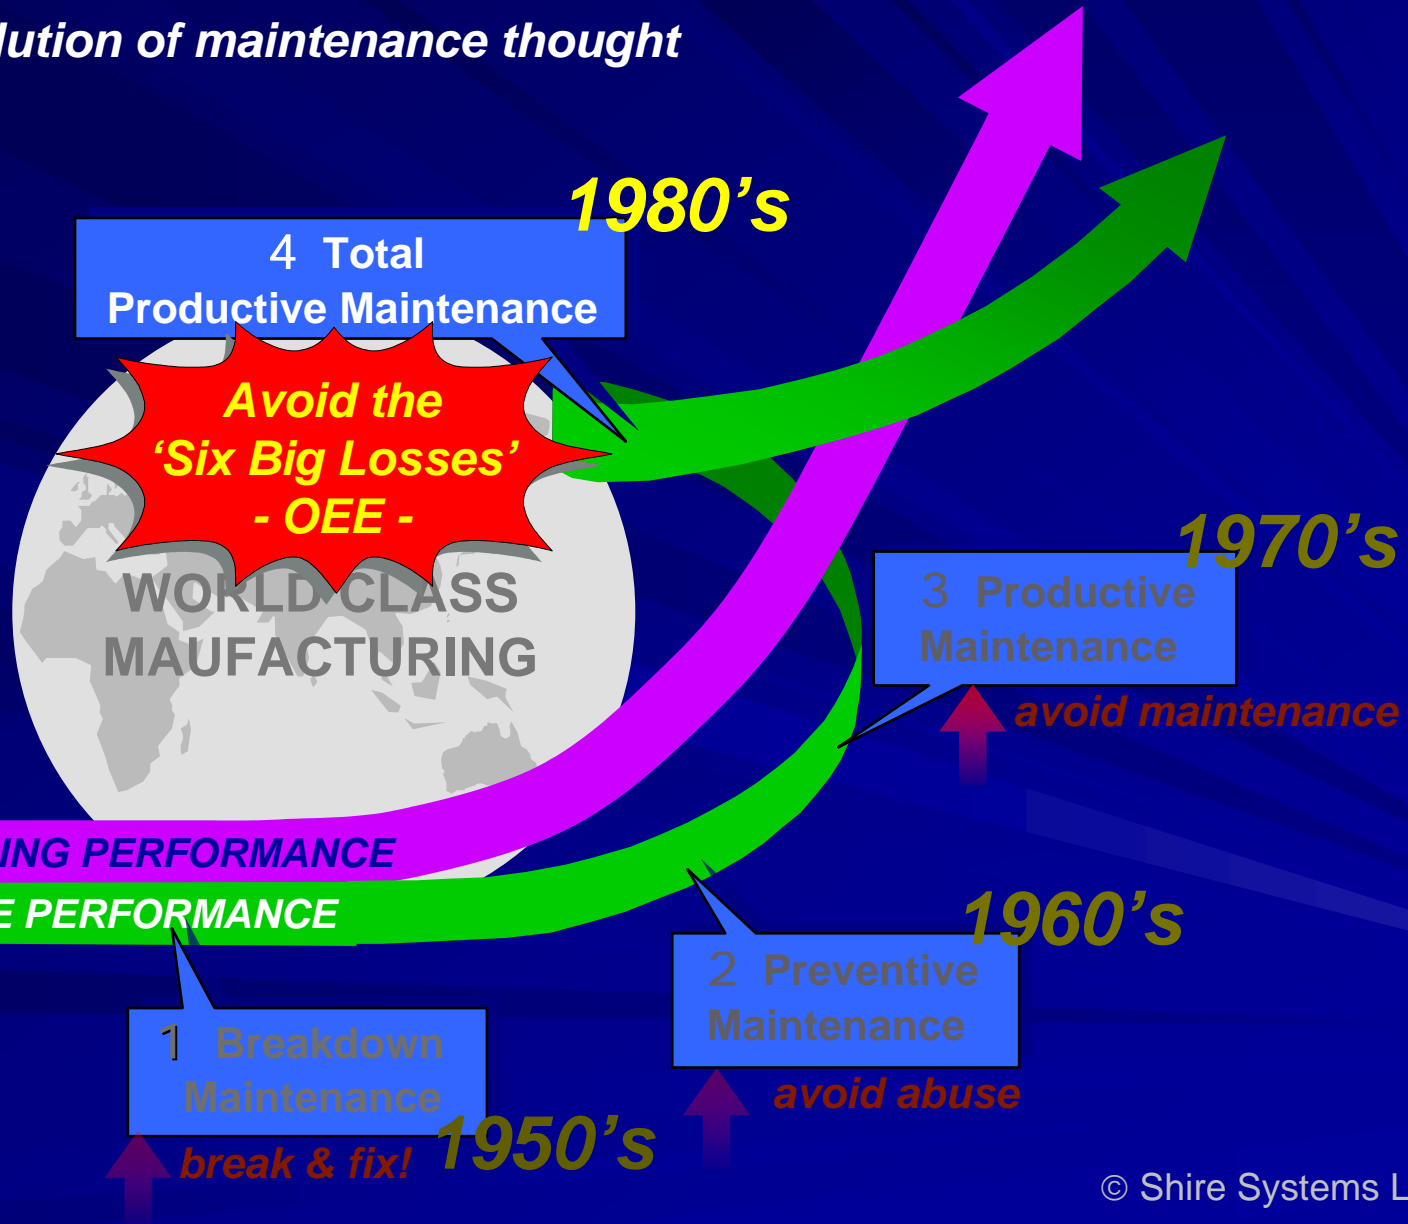 lution of maintenance thought
1980’s
4 Total
Productive Maintenance
Avoid the
‘Six Big Losses’
- OEE -
WORLD CLASS
MAUFACTURING
1970’s
3 Productive
Maintenance
avoid maintenance
ING PERFORMANCE
E PERFORMANCE
1960’s
2 Preventive
Maintenance
avoid abuse
1 Breakdown
Maintenance
1950’s
break & fix!
© Shire Systems L